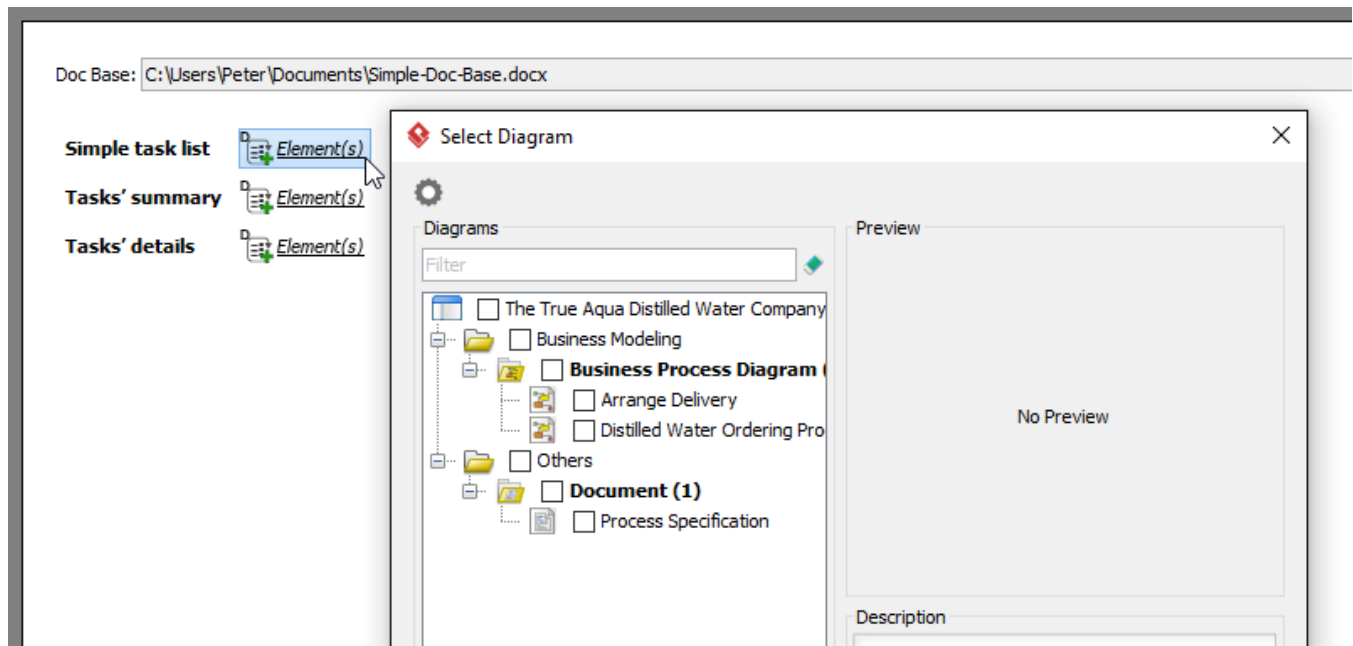 Doc Base: C:\Users\Peter\Documents\Simple-Doc-Base.docx
Simple task list D Element(s)
Tasks' summary D Element(s)
Tasks' details D Element(s)
Select Diagram
Diagrams
Filter
The True Aqua Distilled Water Company
Business Modeling
Business Process Diagram (
Arrange Delivery
Distilled Water Ordering Pro
Others
Document (1)
Process Specification
Preview
No Preview
Description